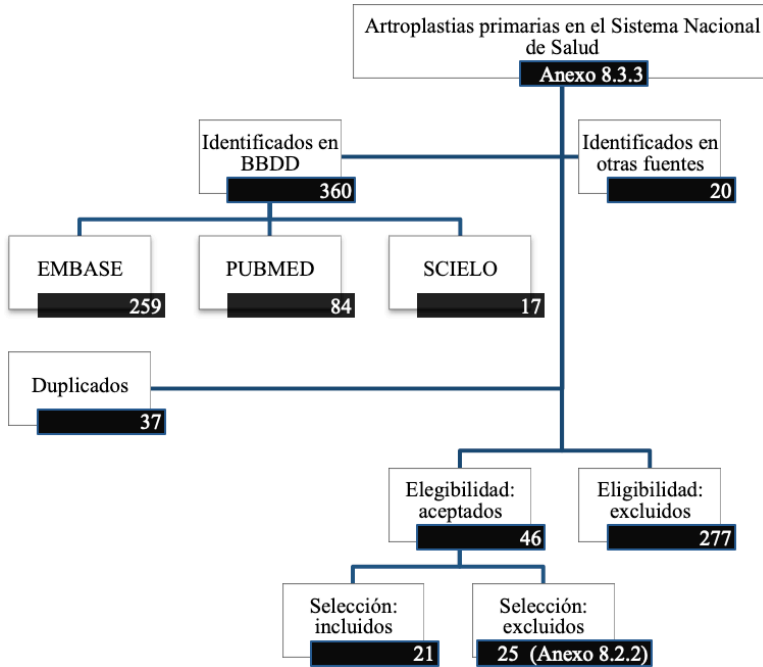 Artroplastias primarias en el Sistema Nacional
de Salud
Anexo 8.3.3
Identificados en
BBDD
360
Identificados en
otras fuentes
20
EMBASE
259
PUBMED
84
SCIELO
17
Duplicados
37
Elegibilidad:
aceptados
46
Eligibilidad:
excluidos
277
Selección:
incluidos
21
Selección:
excluidos
25 (Anexo 8.2.2)